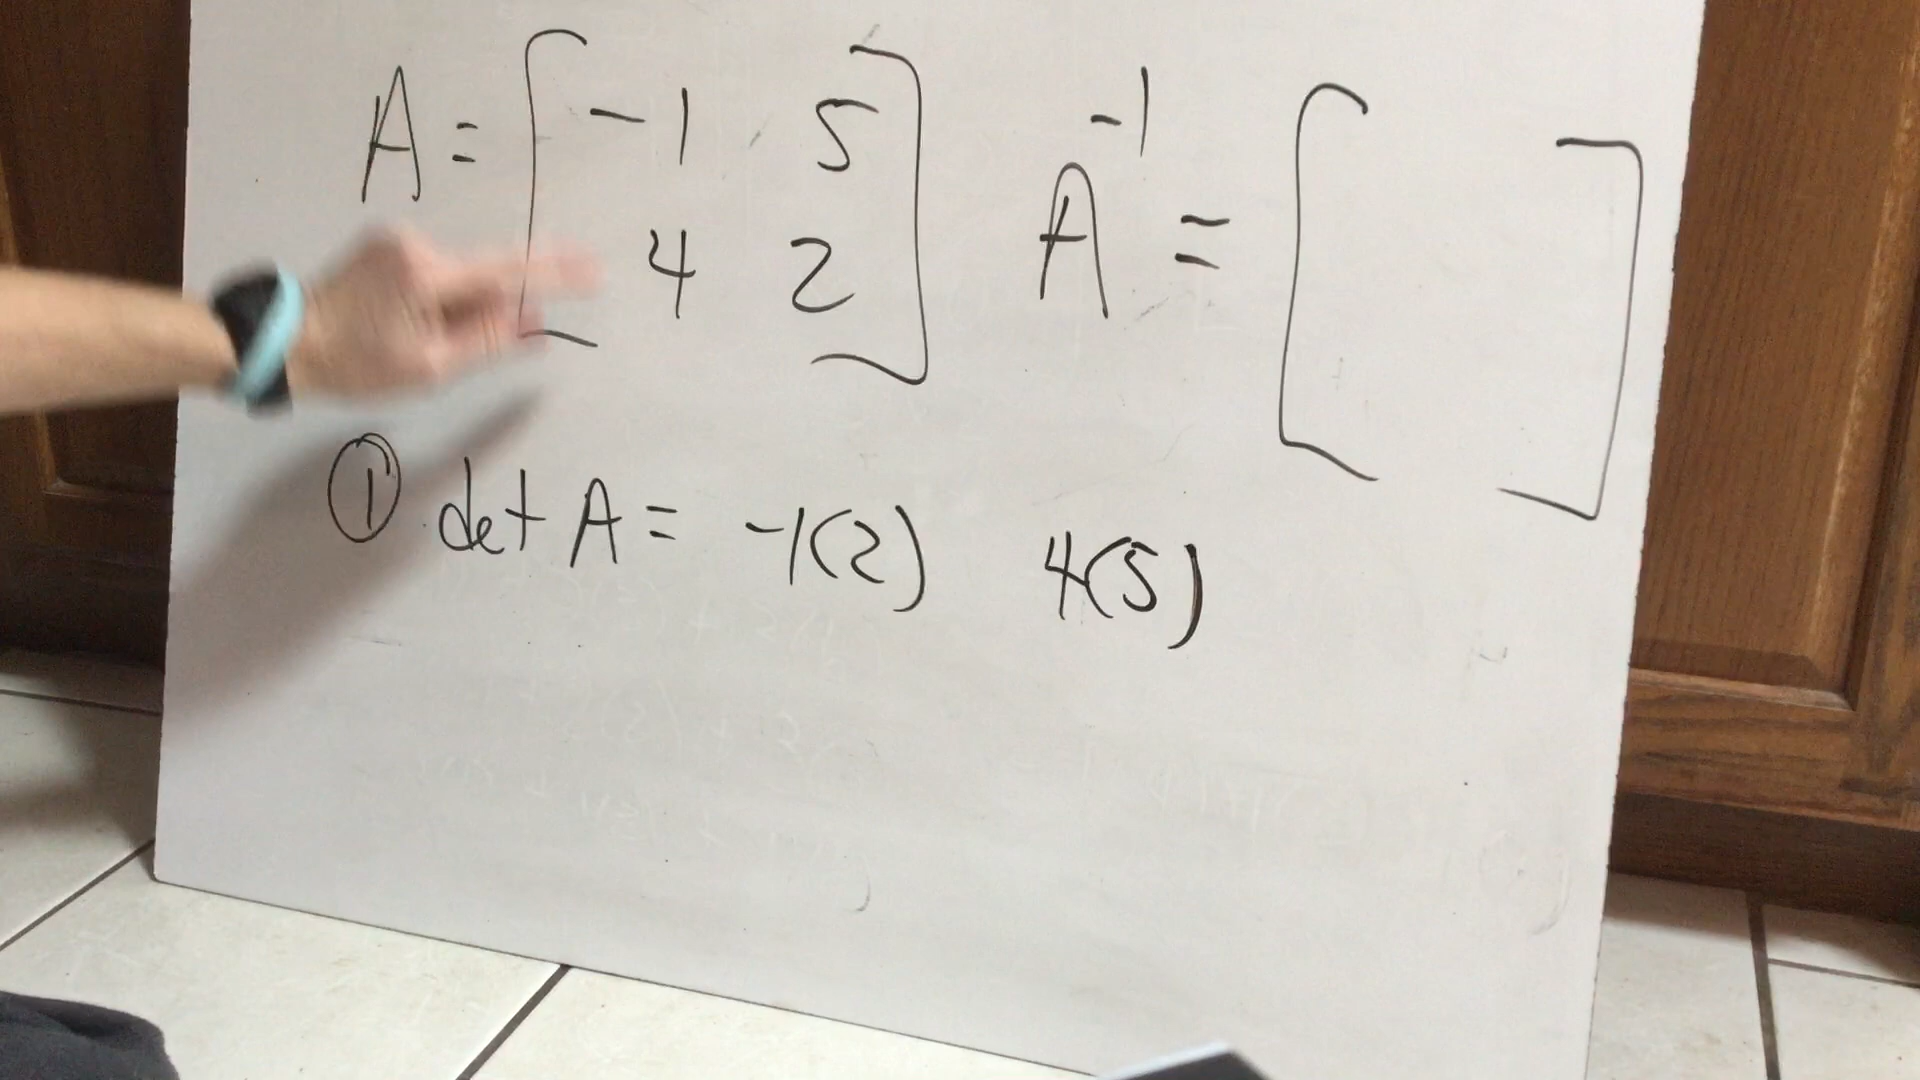 A = [ -1 5
4 2 ]
A^-1 = [ ]
① det A = -1(2) 4(5)